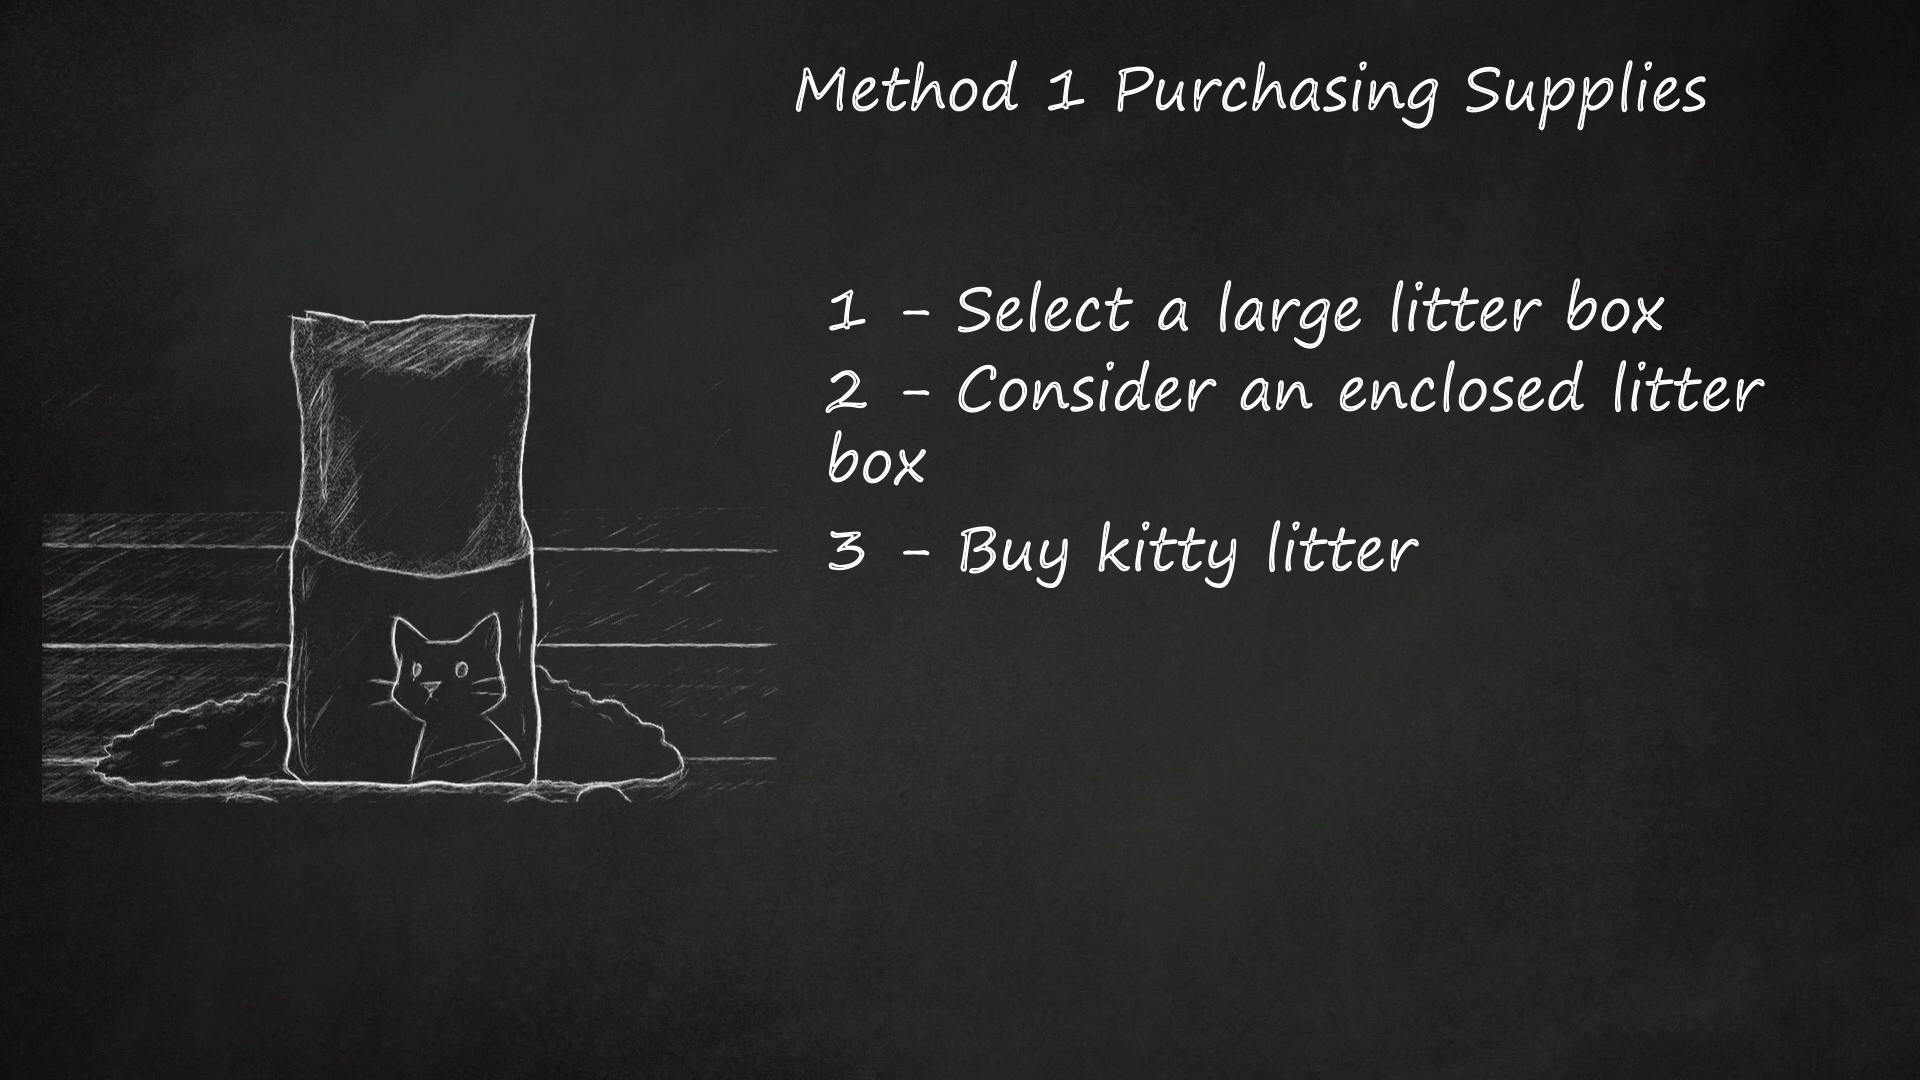 Method 1 Purchasing Supplies
1 - Select a large litter box
2 - Consider an enclosed litter
box
3 - Buy kitty litter